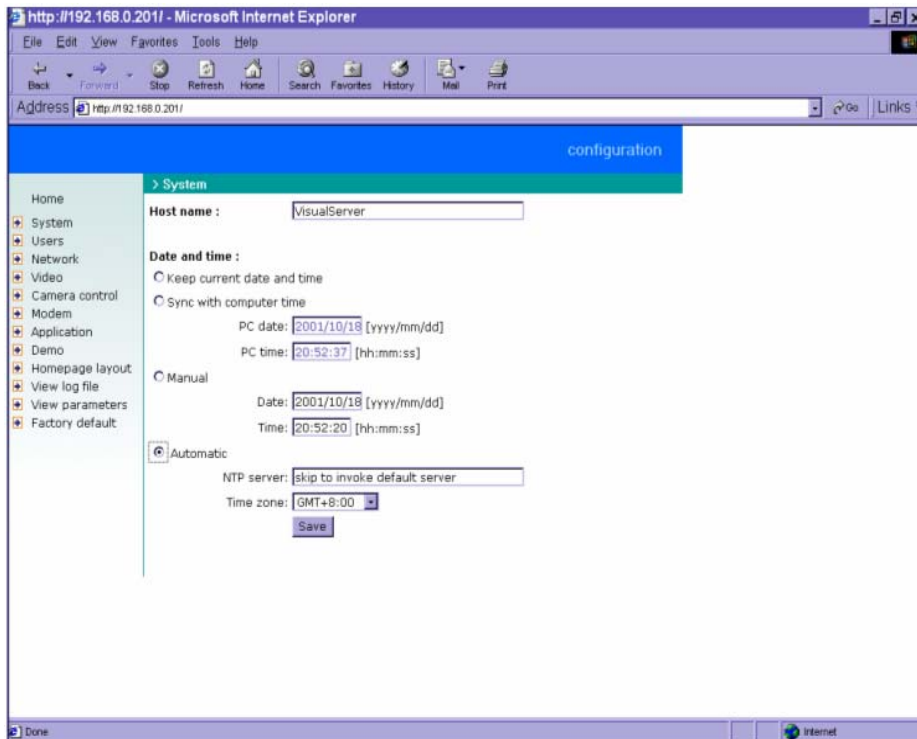 http://192.168.0.201/ - Microsoft Internet Explorer
File Edit View Favorites Tools Help
Back Forward Stop Refresh Home Search Favorites History Mail Print
Address http://192.168.0.201/ Go Links
configuration
> System
Home
System
Users
Network
Video
Camera control
Modem
Application
Demo
Homepage layout
View log file
View parameters
Factory default
Host name : VisualServer
Date and time :
Keep current date and time
Sync with computer time
PC date: 2001/10/18 [yyyy/mm/dd]
PC time: 20:52:37 [hh:mm:ss]
Manual
Date: 2001/10/18 [yyyy/mm/dd]
Time: 20:52:20 [hh:mm:ss]
Automatic
NTP server: skip to invoke default server
Time zone: GMT+8:00
Save
Done Internet